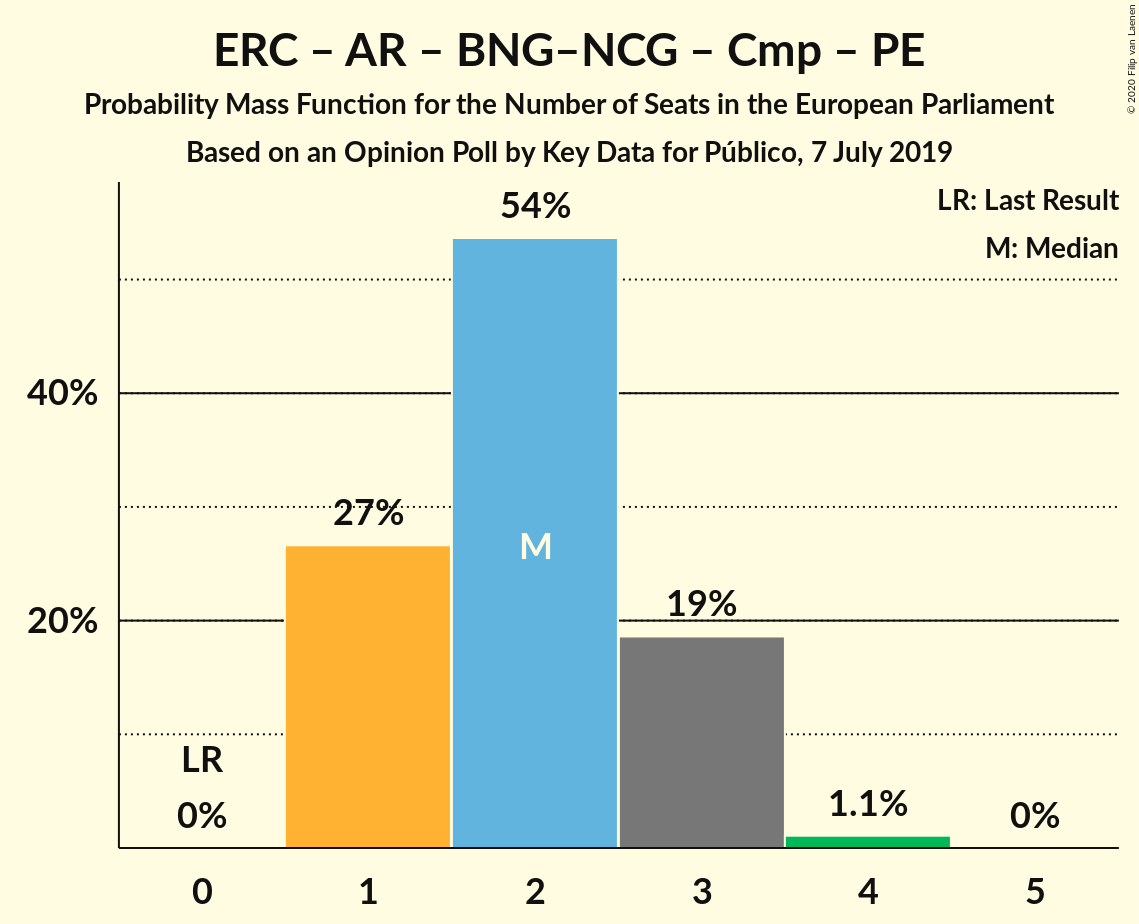 ERC – AR – BNG–NCG – Cmp – PE
Probability Mass Function for the Number of Seats in the European Parliament
Based on an Opinion Poll by Key Data for Público, 7 July 2019
© 2020 Filip van Laenen
LR: Last Result
M: Median
54%
40%
27%
M
20%
19%
LR
0%
1.1%
0%
0 1 2 3 4 5